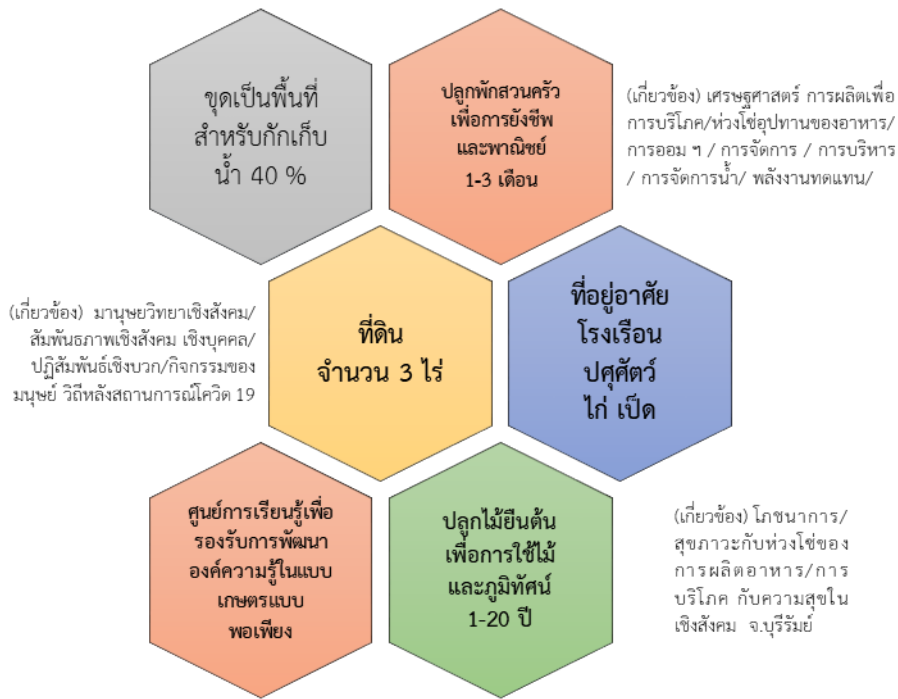 ขุดเป็นพื้นที่
สำหรับกักเก็บ
น้ำ 40 %
ปลูกพักสวนครัว
เพื่อการยังชีพ
และพาณิชย์
1-3 เดือน
(เกี่ยวข้อง) เศรษฐศาสตร์ การผลิตเพื่อ
การบริโภค/ห่วงโซ่อุปทานของอาหาร/
การออม ฯ / การจัดการ / การบริหาร
/ การจัดการน้ำ/ พลังงานทดแทน/
(เกี่ยวข้อง) มานุษยวิทยาเชิงสังคม/
สัมพันธภาพเชิงสังคม เชิงบุคคล/
ปฏิสัมพันธ์เชิงบวก/กิจกรรมของ
มนุษย์ วิถีหลังสถานการณ์โควิด 19
ที่ดิน
จำนวน 3 ไร่
ที่อยู่อาศัย
โรงเรือน
ปศุศัตว์
ไก่ เป็ด
ศูนย์การเรียนรู้เพื่อ
รองรับการพัฒนา
องค์ความรู้ในแบบ
เกษตรแบบ
พอเพียง
ปลูกไม้ยืนต้น
เพื่อการใช้ไม้
และภูมิทัศน์
1-20 ปี
(เกี่ยวข้อง) โภชนาการ/
สุขภาวะกับห่วงโซ่ของ
การผลิตอาหาร/การ
บริโภค กับความสุขใน
เชิงสังคม จ.บุรีรัมย์